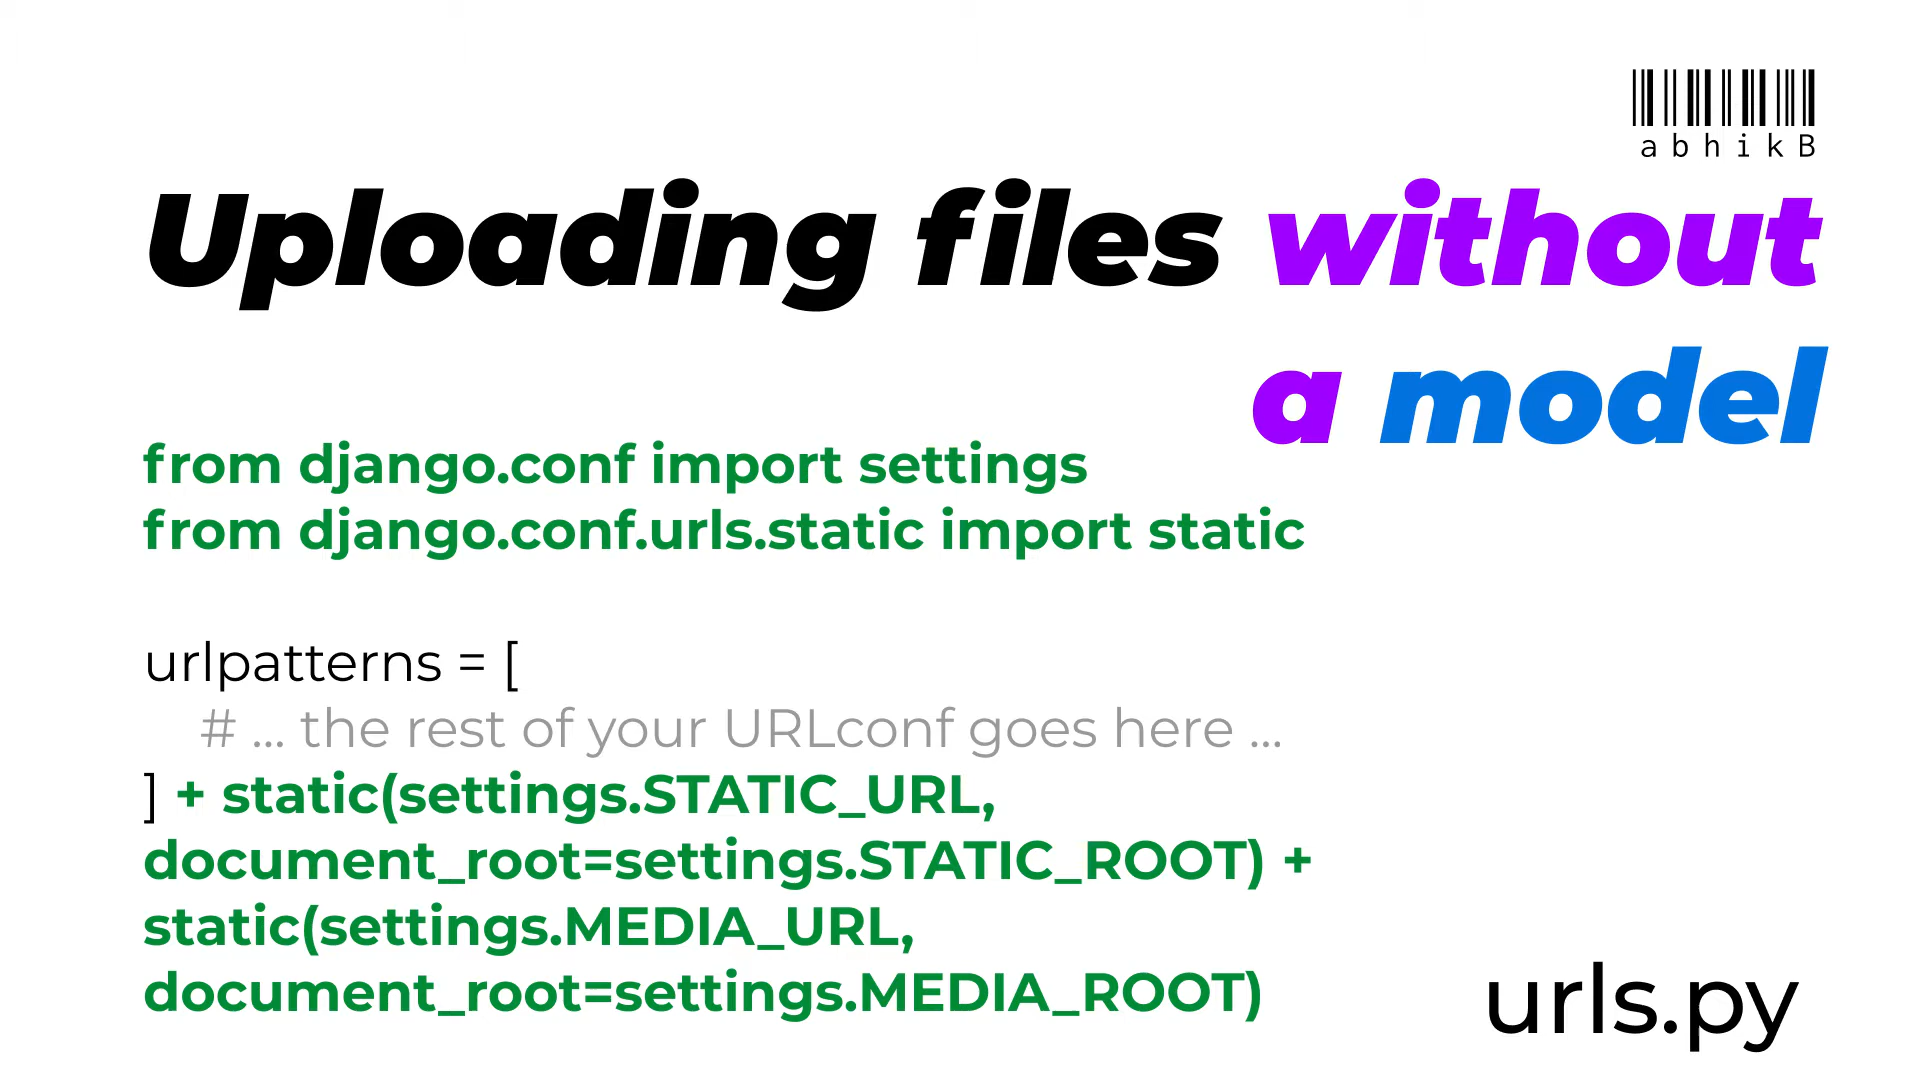 abhikB
Uploading files without
a model
from django.conf import settings
from django.conf.urls.static import static
urlpatterns = [
# ... the rest of your URLconf goes here ...
] + static(settings.STATIC_URL,
document_root=settings.STATIC_ROOT) +
static(settings.MEDIA_URL,
document_root=settings.MEDIA_ROOT)
urls.py